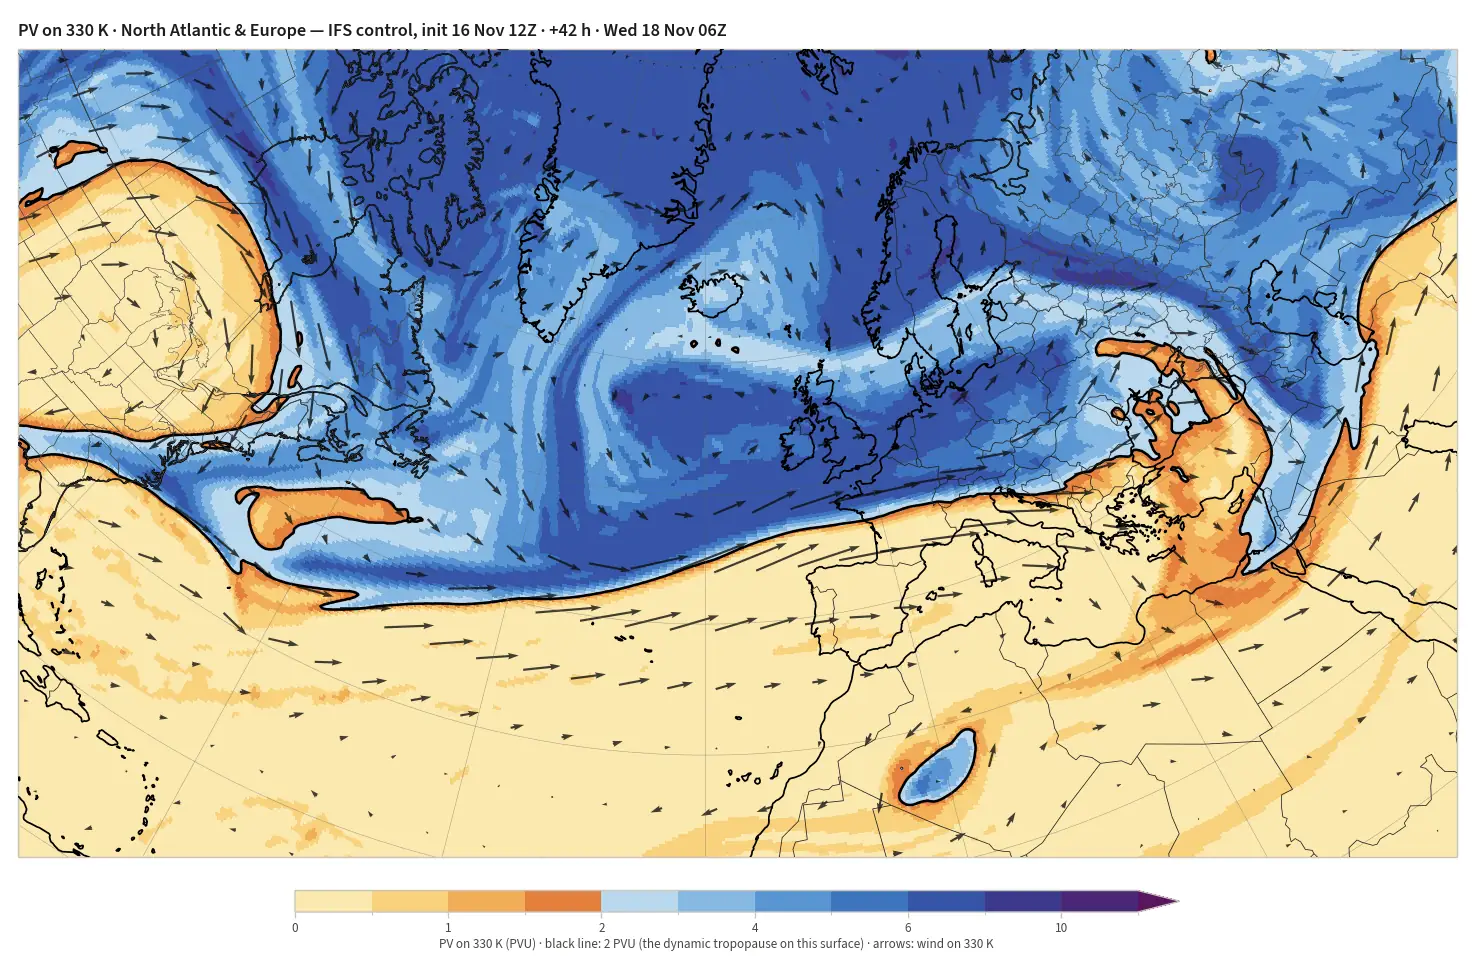 PV on 330 K · North Atlantic & Europe — IFS control, init 16 Nov 12Z · +42 h · Wed 18 Nov 06Z
0 1 2 4 6 10
PV on 330 K (PVU) · black line: 2 PVU (the dynamic tropopause on this surface) · arrows: wind on 330 K